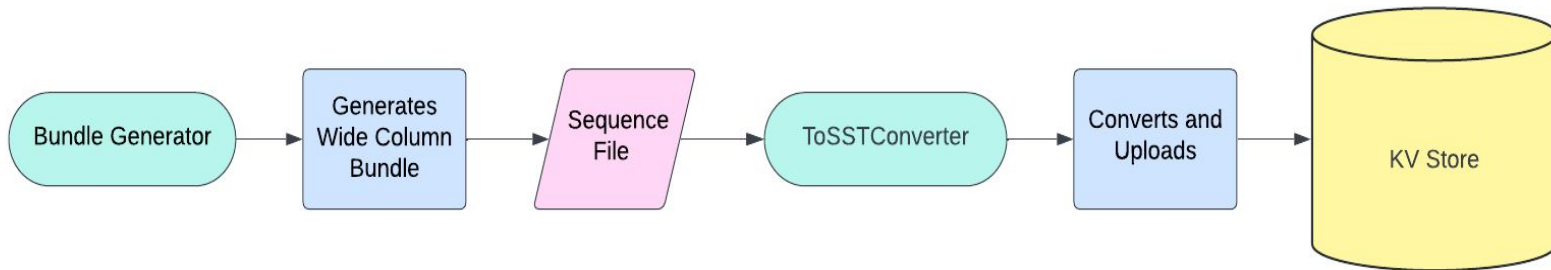 Bundle Generator
Generates
Wide Column
Bundle
Sequence
File
ToSSTConverter
Converts and
Uploads
KV Store